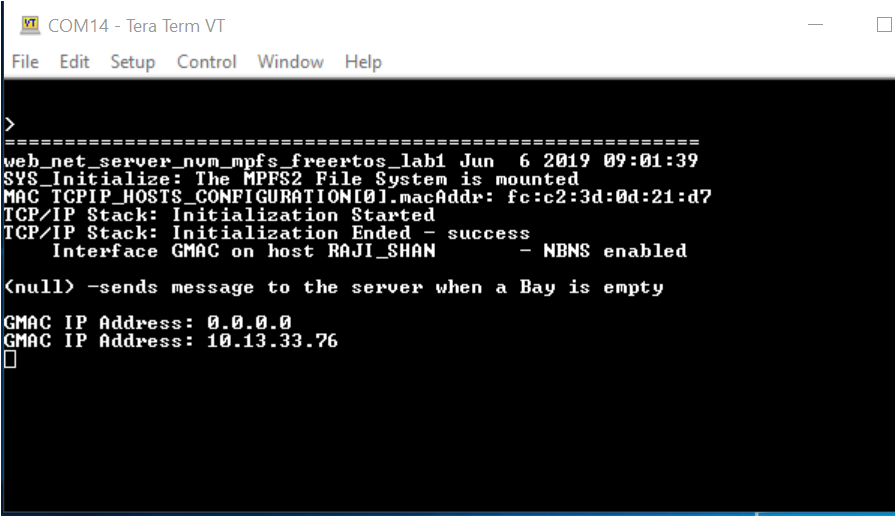 VT COM14 - Tera Term VT
File Edit Setup Control Window Help
>
==========================================================
web_net_server_nvm_mpfs_freertos_lab1 Jun  6 2019 09:01:39
SYS_Initialize: The MPFS2 File System is mounted
MAC TCPIP_HOSTS_CONFIGURATION[0].macAddr: fc:c2:3d:0d:21:d7
TCP/IP Stack: Initialization Started
TCP/IP Stack: Initialization Ended - success
    Interface GMAC on host RAJI_SHAN       - NBNS enabled
(null) -sends message to the server when a Bay is empty
GMAC IP Address: 0.0.0.0
GMAC IP Address: 10.13.33.76